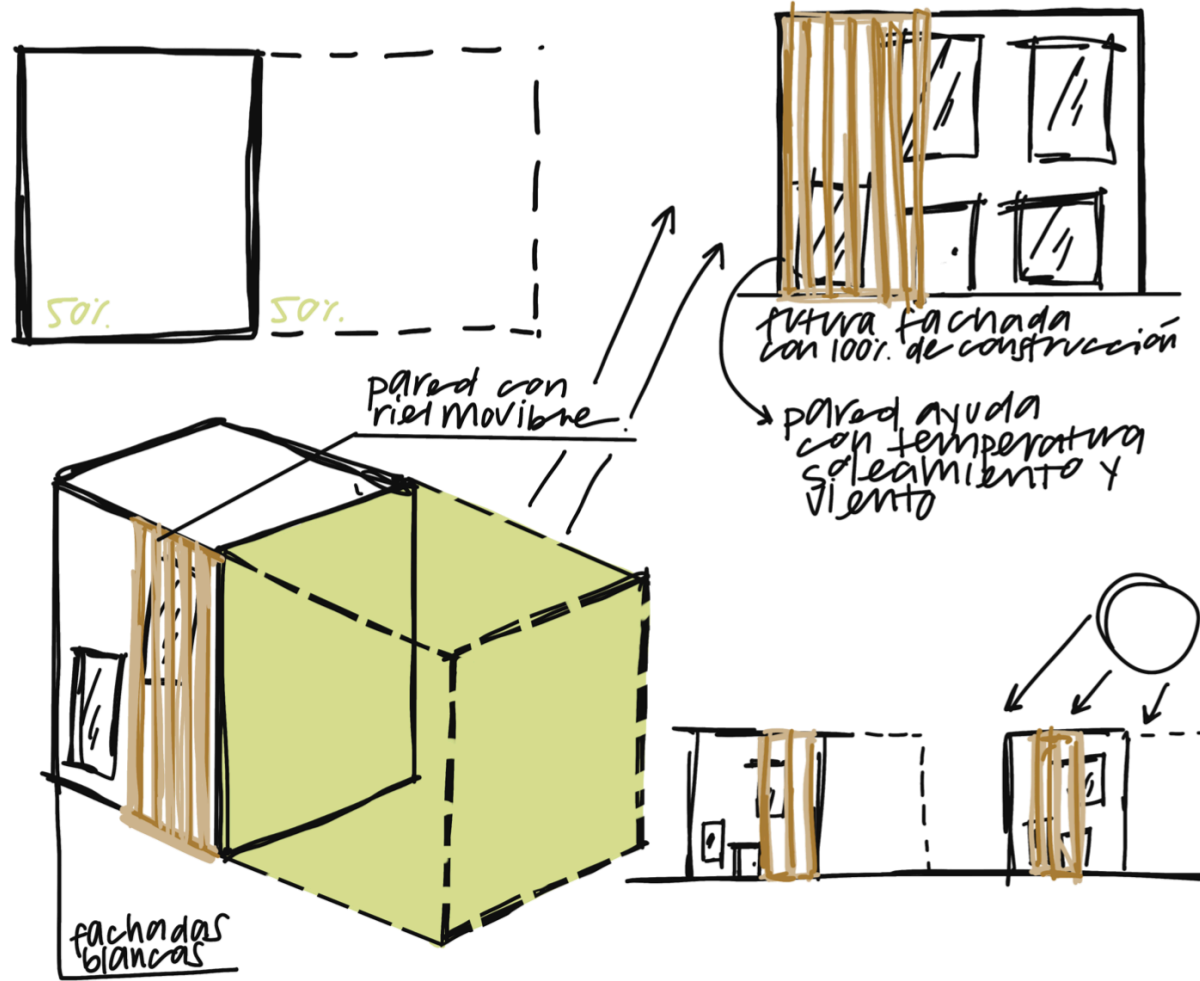 50%
50%
futura fachada
con 100% de construcción
pared con
riel movible.
pared ayuda
con temperatura
soleamiento y
viento
fachadas
blancas